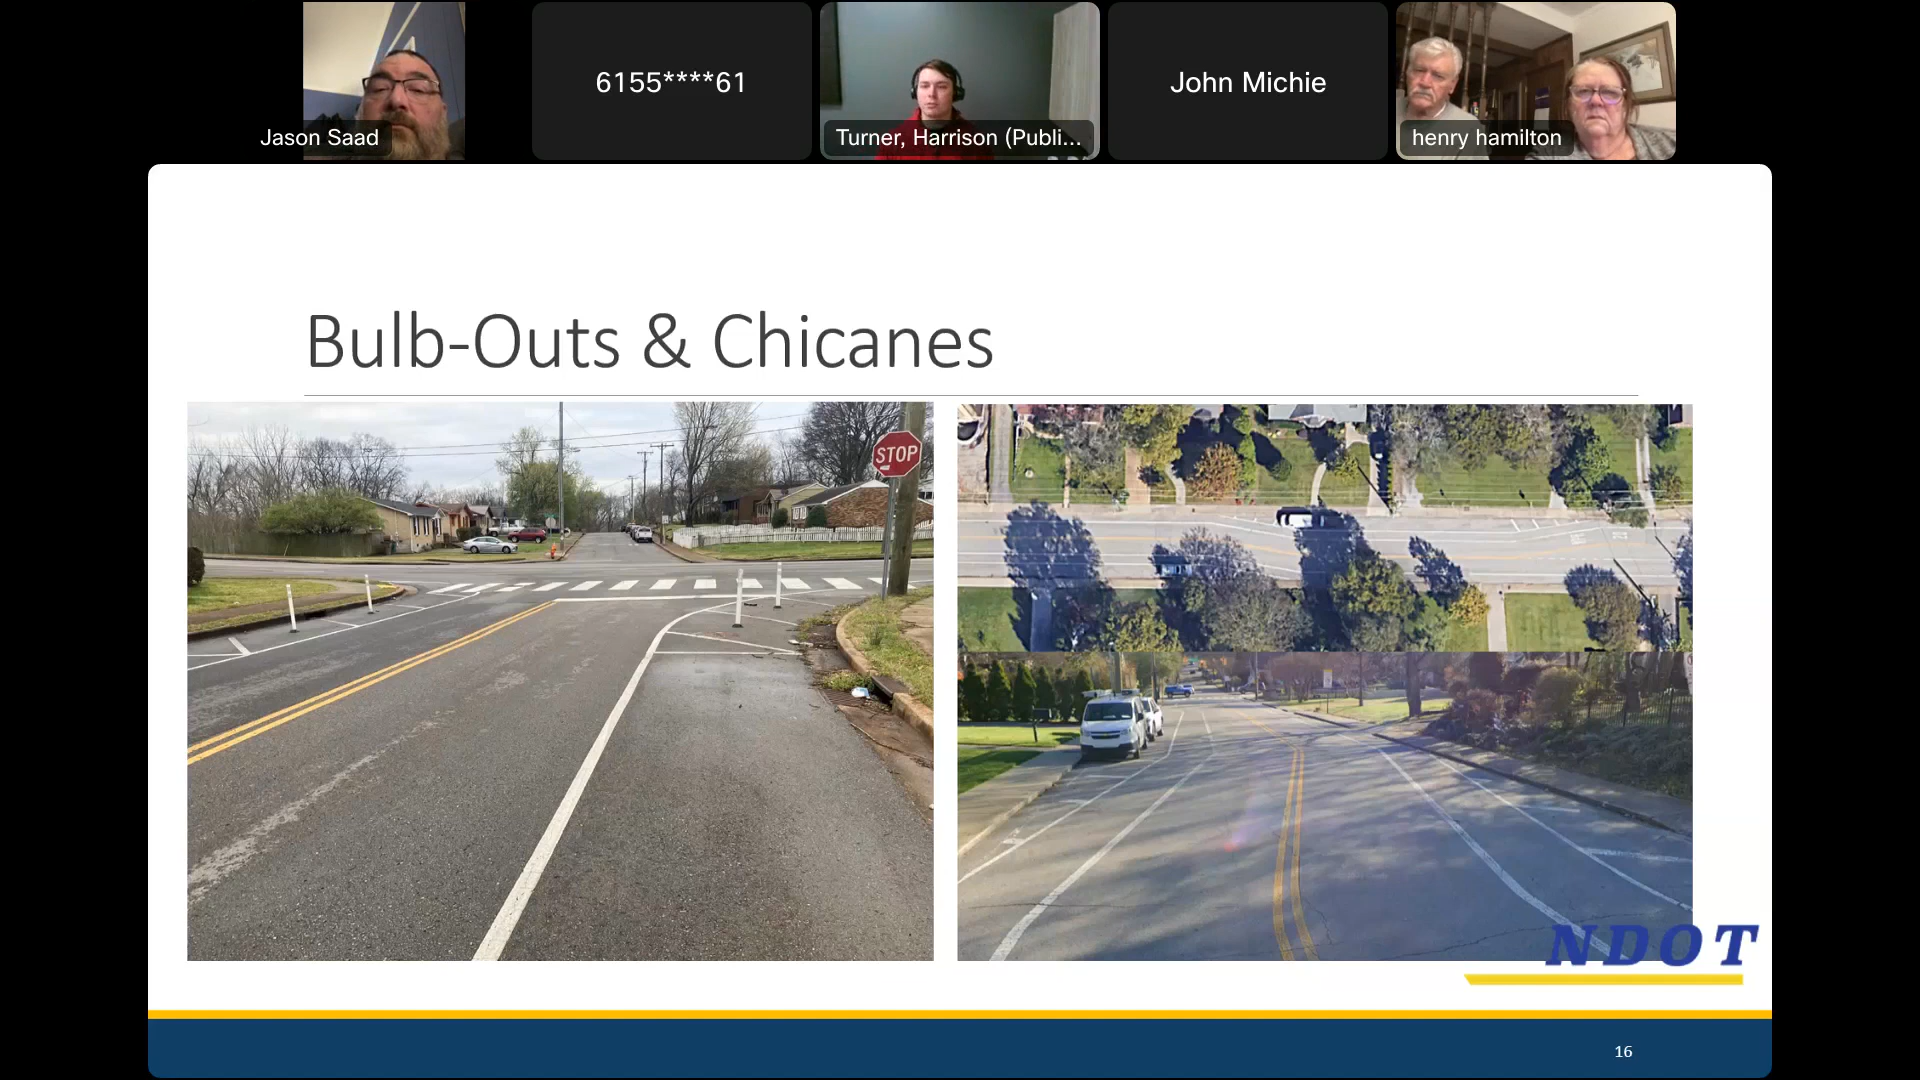 Jason Saad
6155****61
Turner, Harrison (Publi...
John Michie
henry hamilton
Bulb-Outs & Chicanes
STOP
NDOT
16